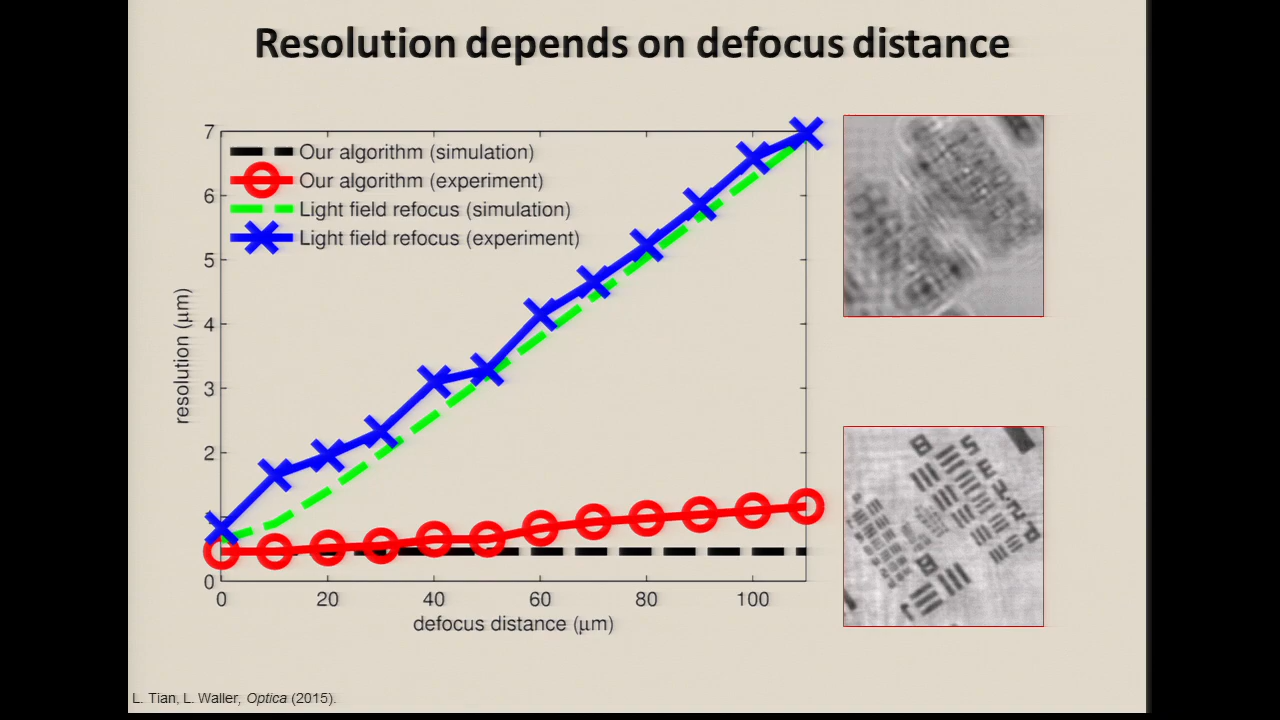 Resolution depends on defocus distance
Our algorithm (simulation)
Our algorithm (experiment)
Light field refocus (simulation)
Light field refocus (experiment)
resolution (μm)
7
6
5
4
3
2
0
0 20 40 60 80 100
defocus distance (μm)
L. Tian, L. Waller, Optica (2015).